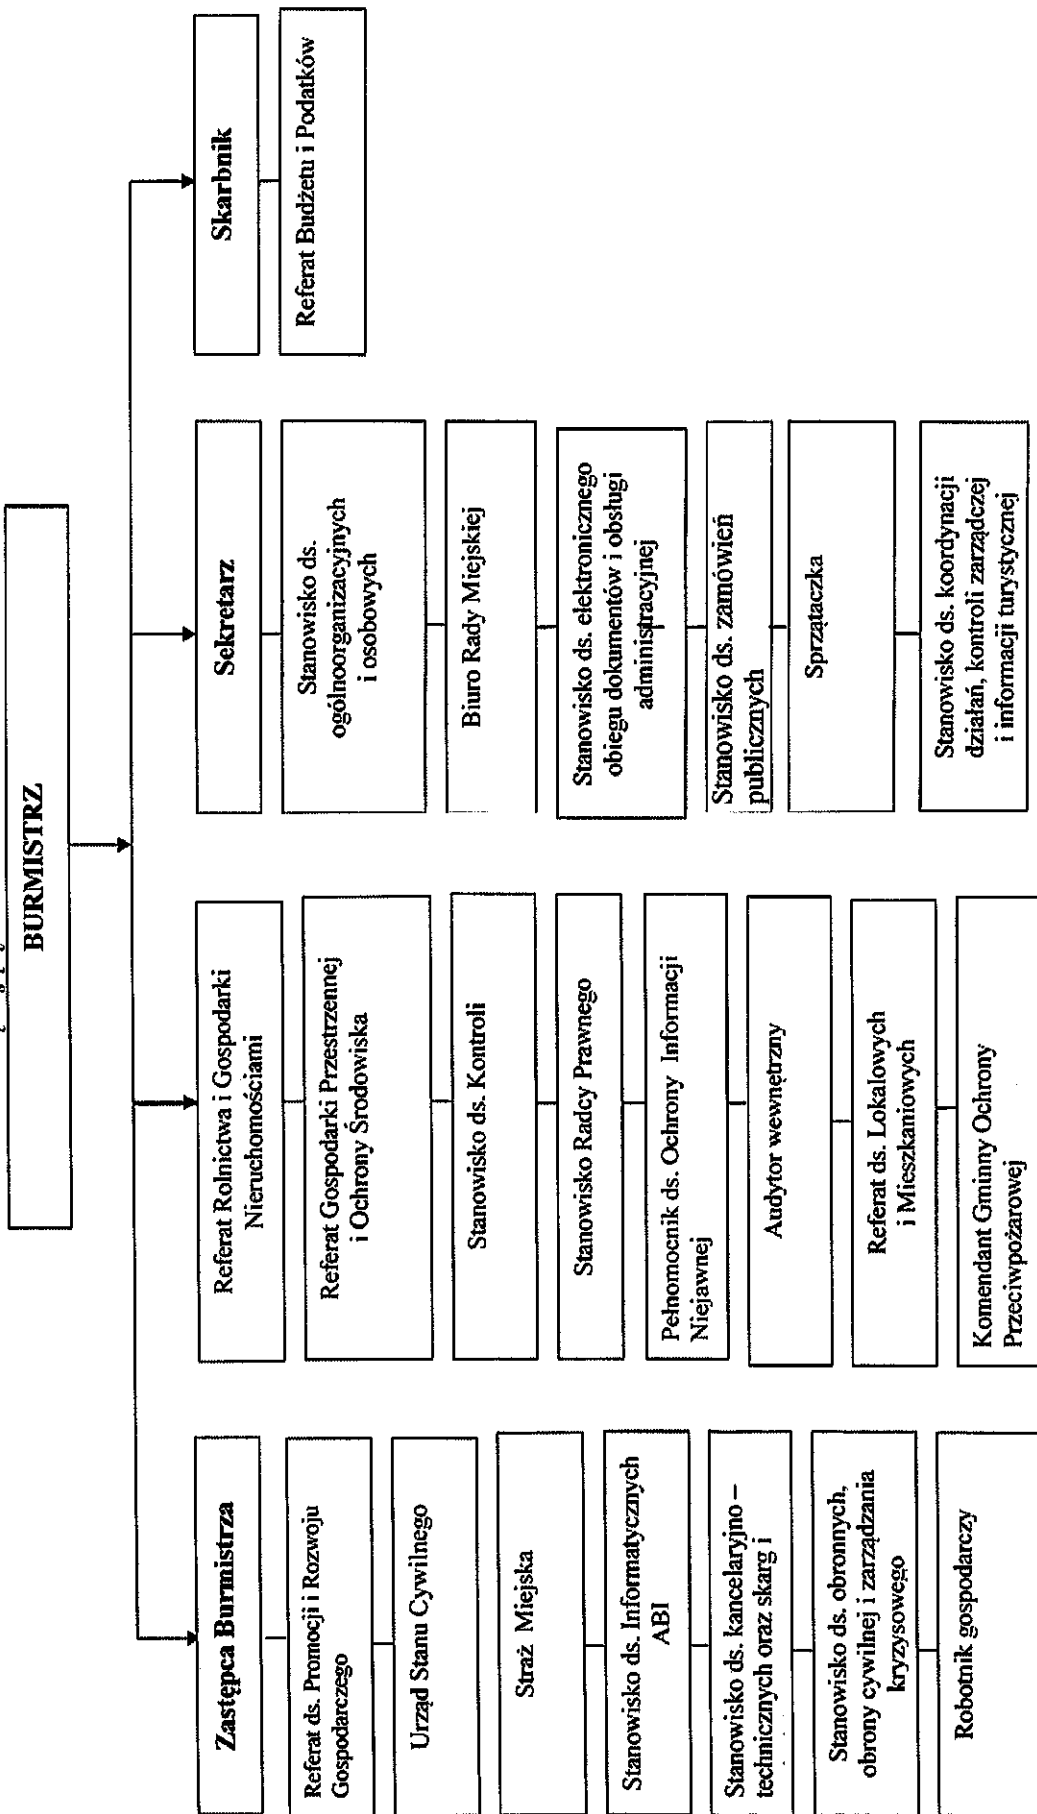 BURMISTRZ
Zastępca Burmistrza
Referat ds. Promocji i Rozwoju
Gospodarczego
Urząd Stanu Cywilnego
Straż Miejska
Stanowisko ds. Informatycznych
ABI
Stanowisko ds. kancelaryjno –
technicznych oraz skarg i
Stanowisko ds. obronnych,
obrony cywilnej i zarządzania
kryzysowego
Robotnik gospodarczy
Referat Rolnictwa i Gospodarki
Nieruchomościami
Referat Gospodarki Przestrzennej
i Ochrony Środowiska
Stanowisko ds. Kontroli
Stanowisko Radcy Prawnego
Pełnomocnik ds. Ochrony Informacji
Niejawnej
Audytor wewnętrzny
Referat ds. Lokalowych
i Mieszkaniowych
Komendant Gminny Ochrony
Przeciwpożarowej
Sekretarz
Stanowisko ds.
ogólnoorganizacyjnych
i osobowych
Biuro Rady Miejskiej
Stanowisko ds. elektronicznego
obiegu dokumentów i obsługi
administracyjnej
Stanowisko ds. zamówień
publicznych
Sprzątaczka
Stanowisko ds. koordynacji
działań, kontroli zarządczej
i informacji turystycznej
Skarbnik
Referat Budżetu i Podatków